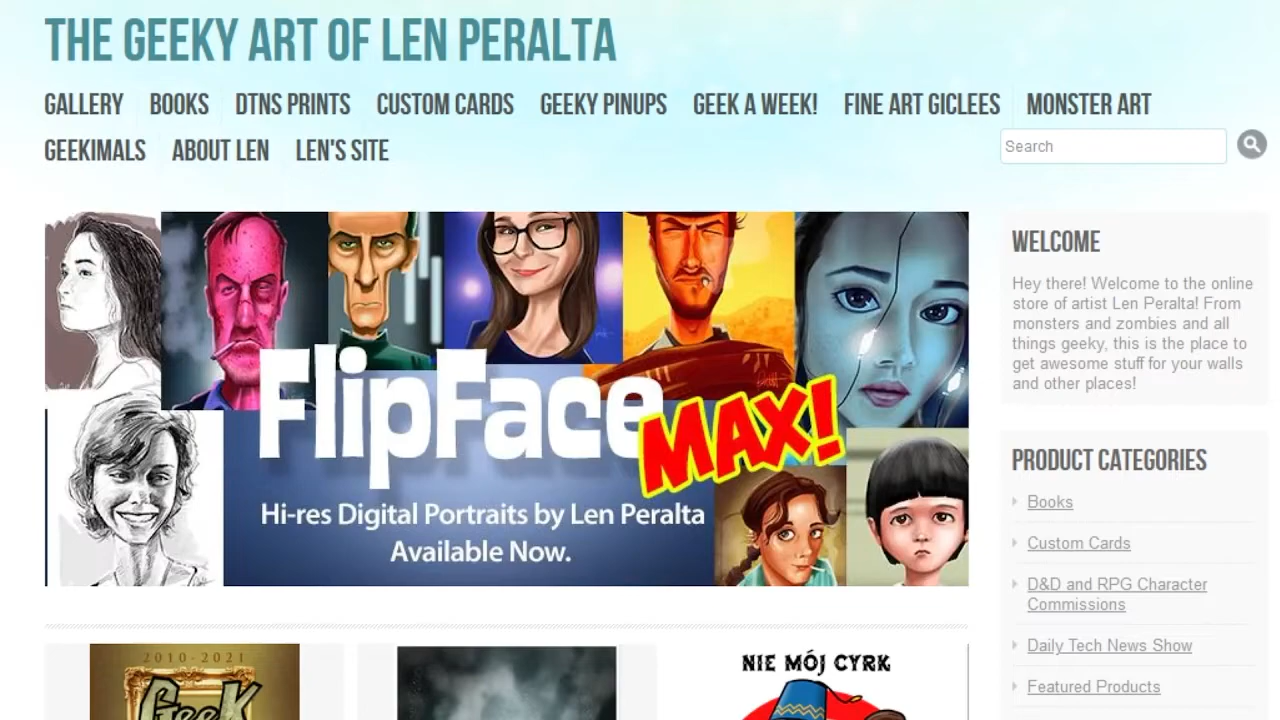 THE GEEKY ART OF LEN PERALTA
GALLERY BOOKS DTNS PRINTS CUSTOM CARDS GEEKY PINUPS GEEK A WEEK! FINE ART GICLEES MONSTER ART
GEEKIMALS ABOUT LEN LEN'S SITE
Search
FlipFace
MAX!
Hi-res Digital Portraits by Len Peralta
Available Now.
WELCOME
Hey there! Welcome to the online
store of artist Len Peralta! From
monsters and zombies and all
things geeky, this is the place to
get awesome stuff for your walls
and other places!
PRODUCT CATEGORIES
Books
Custom Cards
D&D and RPG Character
Commissions
Daily Tech News Show
Featured Products
2010-2021
GeeK
NIE MÓJ CYRK